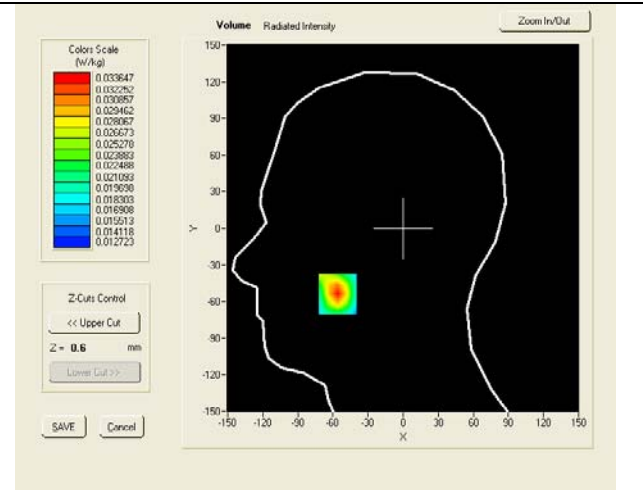 Volume Radiated Intensity
Zoom In/Out
Colors Scale
(W/kg)
0.033647
0.032252
0.030857
0.029462
0.028067
0.026673
0.025278
0.023883
0.022488
0.021093
0.019698
0.018303
0.016908
0.015513
0.014118
0.012723
Z-Cuts Control
<< Upper Cut
Z = 0.6 mm
Lower Cut >>
SAVE
Cancel
150
120
90
60
30
0
-30
-60
-90
-120
-150
Y
-150 -120 -90 -60 -30 0 30 60 90 120 150
X